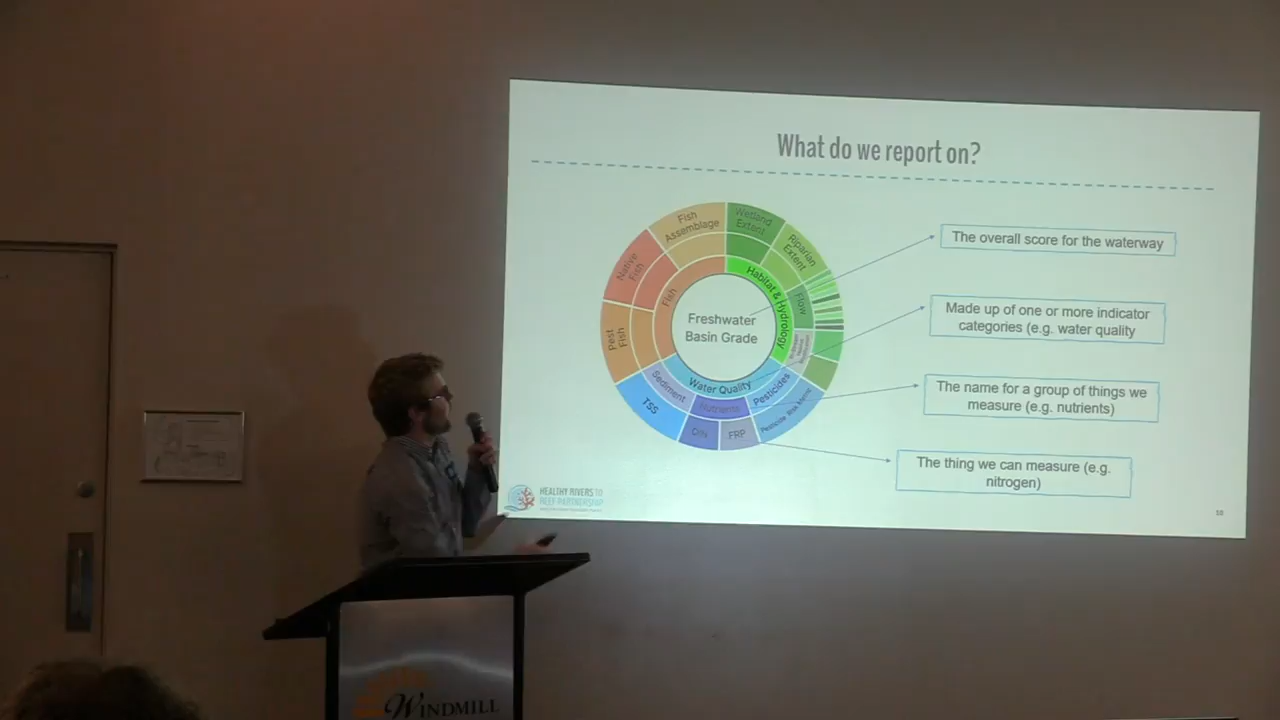 What do we report on?
Fish
Assemblage
Wetland
Extent
Riparian
Extent
Native
Fish
Fish
Habitat & Hydrology
Flow
Pest
Fish
Freshwater
Basin Grade
Water Quality
Sediment
Nutrients
Pesticides
TSS
DIN
FRP
Pesticide Risk Metric
The overall score for the waterway
Made up of one or more indicator
categories (e.g. water quality
The name for a group of things we
measure (e.g. nutrients)
The thing we can measure (e.g.
nitrogen)
HEALTHY RIVERS TO
REEF PARTNERSHIP
WINDMILL